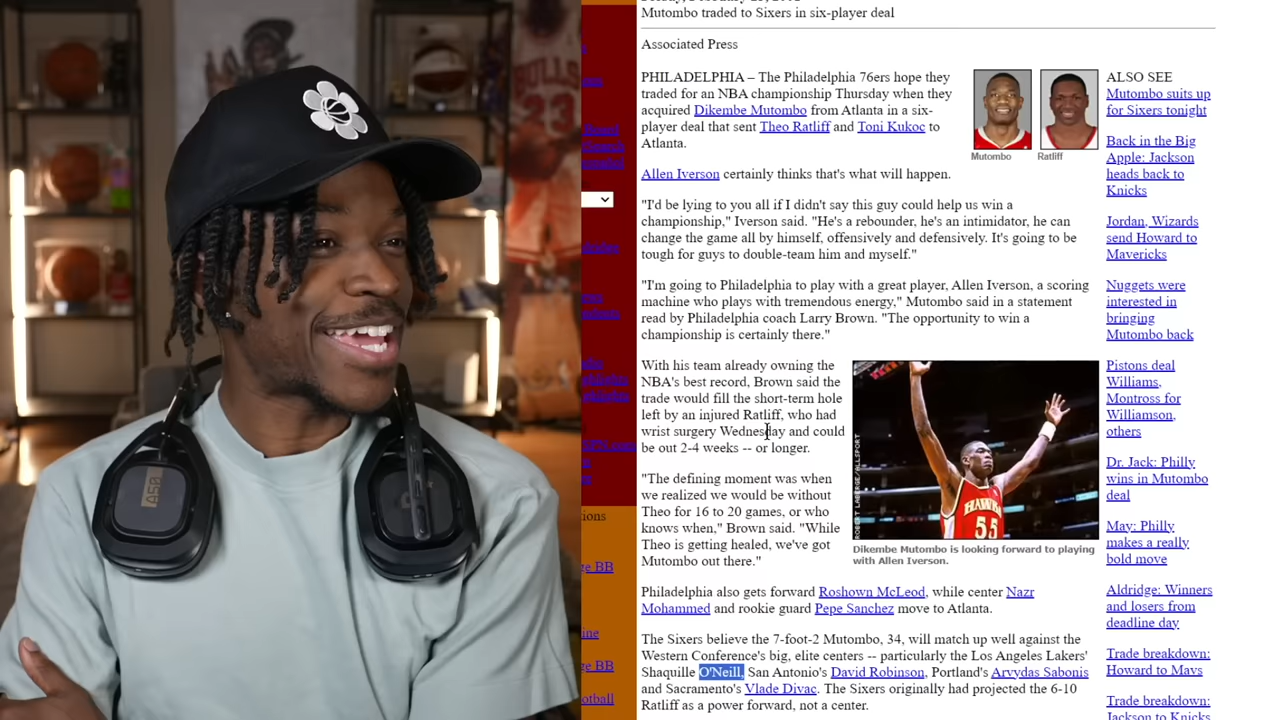 Mutombo traded to Sixers in six-player deal
Associated Press
PHILADELPHIA – The Philadelphia 76ers hope they
traded for an NBA championship Thursday when they
acquired Dikembe Mutombo from Atlanta in a six-
player deal that sent Theo Ratliff and Toni Kukoc to
Atlanta.
Mutombo
Ratliff
Allen Iverson certainly thinks that's what will happen.
"I'd be lying to you all if I didn't say this guy could help us win a
championship," Iverson said. "He's a rebounder, he's an intimidator, he can
change the game all by himself, offensively and defensively. It's going to be
tough for guys to double-team him and myself."
"I'm going to Philadelphia to play with a great player, Allen Iverson, a scoring
machine who plays with tremendous energy," Mutombo said in a statement
read by Philadelphia coach Larry Brown. "The opportunity to win a
championship is certainly there."
With his team already owning the
NBA's best record, Brown said the
trade would fill the short-term hole
left by an injured Ratliff, who had
wrist surgery Wednesday and could
be out 2-4 weeks -- or longer.
"The defining moment was when
we realized we would be without
Theo for 16 to 20 games, or who
knows when," Brown said. "While
Theo is getting healed, we've got
Mutombo out there."
ROBERT LABERGE/ALLSPORT
HAWKS
55
Dikembe Mutombo is looking forward to playing
with Allen Iverson.
Philadelphia also gets forward Roshown McLeod, while center Nazr
Mohammed and rookie guard Pepe Sanchez move to Atlanta.
The Sixers believe the 7-foot-2 Mutombo, 34, will match up well against the
Western Conference's big, elite centers -- particularly the Los Angeles Lakers'
Shaquille O'Neill, San Antonio's David Robinson, Portland's Arvydas Sabonis
and Sacramento's Vlade Divac. The Sixers originally had projected the 6-10
Ratliff as a power forward, not a center.
ALSO SEE
Mutombo suits up
for Sixers tonight
Back in the Big
Apple: Jackson
heads back to
Knicks
Jordan, Wizards
send Howard to
Mavericks
Nuggets were
interested in
bringing
Mutombo back
Pistons deal
Williams,
Montross for
Williamson,
others
Dr. Jack: Philly
wins in Mutombo
deal
May: Philly
makes a really
bold move
Aldridge: Winners
and losers from
deadline day
Trade breakdown:
Howard to Mavs
Trade breakdown:
Jackson to Knicks
BULLS
23
A50
ions
ge BB
ine
ge BB
ootball